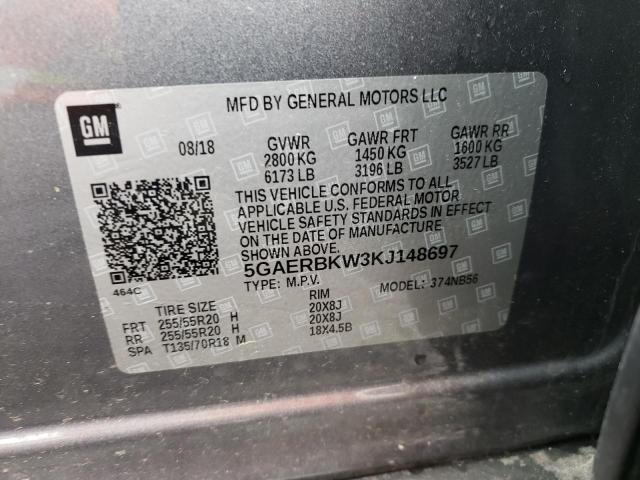 GM
MFD BY GENERAL MOTORS LLC
08/18 GVWR GAWR FRT GAWR RR
2800 KG 1450 KG 1600 KG
6173 LB 3196 LB 3527 LB
THIS VEHICLE CONFORMS TO ALL
APPLICABLE U.S. FEDERAL MOTOR
VEHICLE SAFETY STANDARDS IN EFFECT
ON THE DATE OF MANUFACTURE
SHOWN ABOVE.
5GAERBKW3KJ148697
464C
TYPE: M.P.V. MODEL: 374NB56
TIRE SIZE RIM
FRT 255/55R20 H 20X8J
RR 255/55R20 H 20X8J
SPA T135/70R18 M 18X4.5B